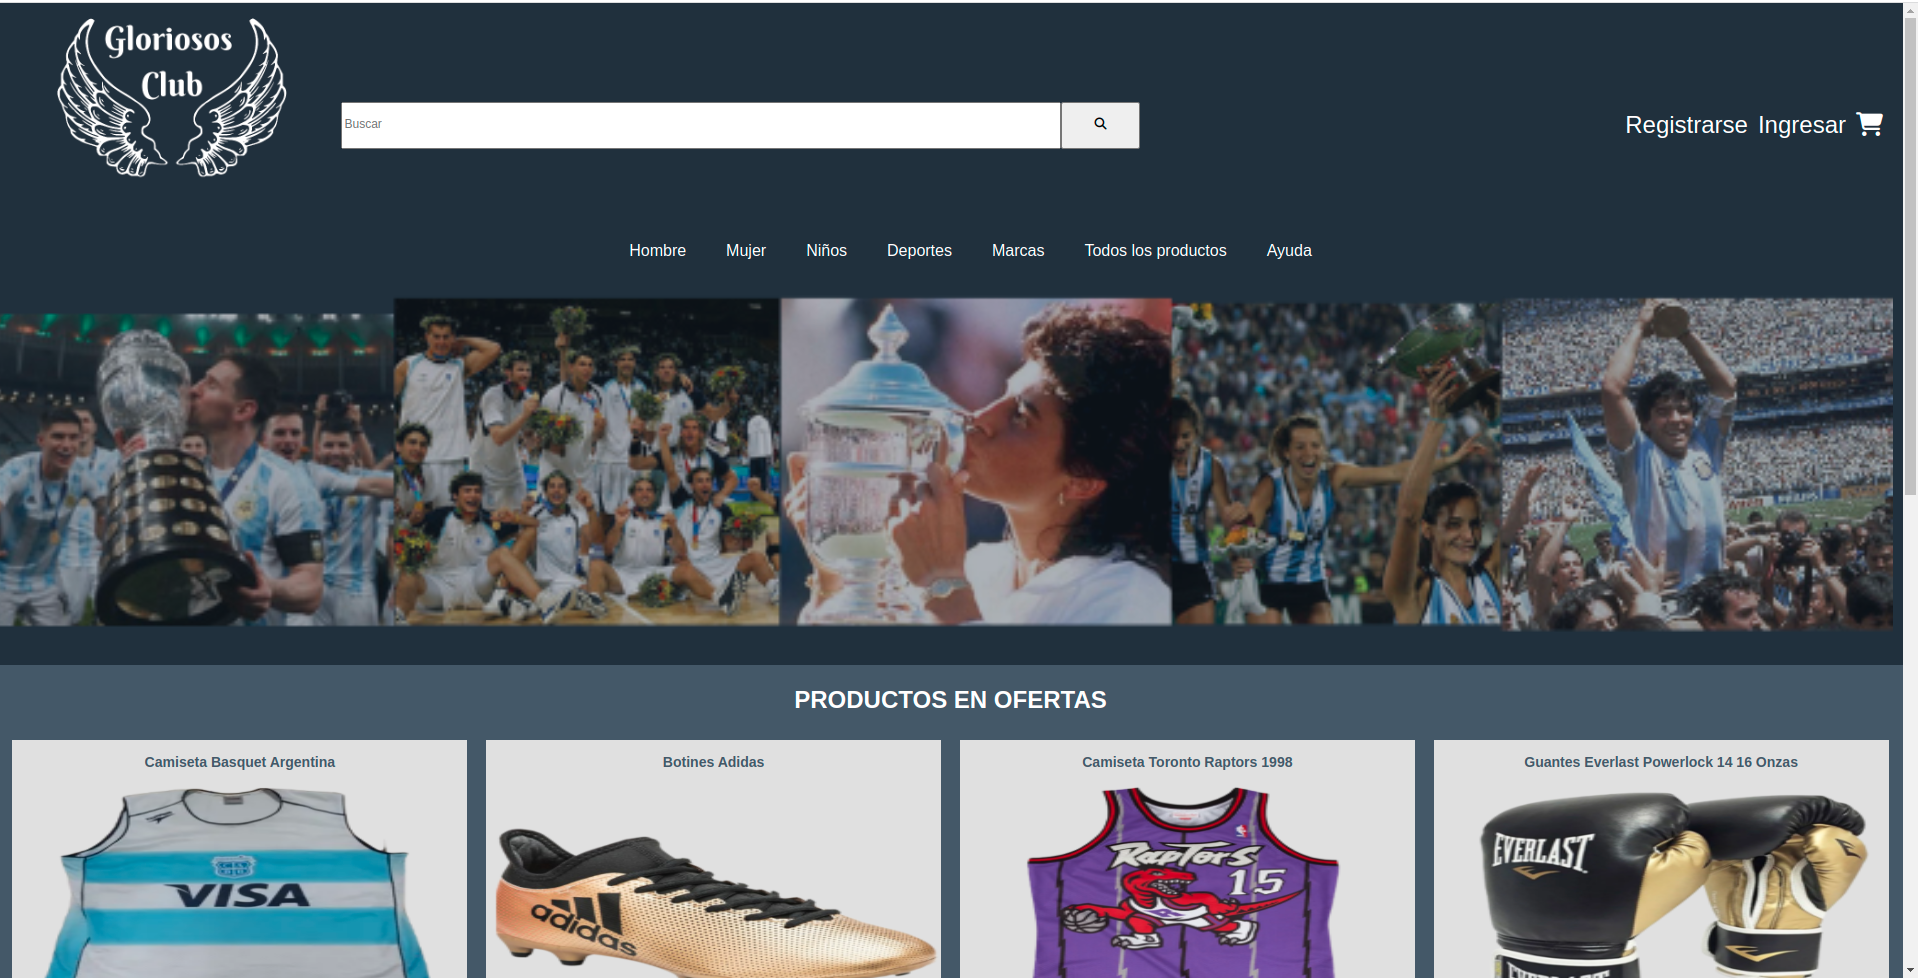 Gloriosos
Club
Buscar
Registrarse Ingresar
Hombre Mujer Niños Deportes Marcas Todos los productos Ayuda
PRODUCTOS EN OFERTAS
Camiseta Basquet Argentina
Botines Adidas
Camiseta Toronto Raptors 1998
Guantes Everlast Powerlock 14 16 Onzas
VISA
adidas
RAPTORS
15
EVERLAST
EVERLAST